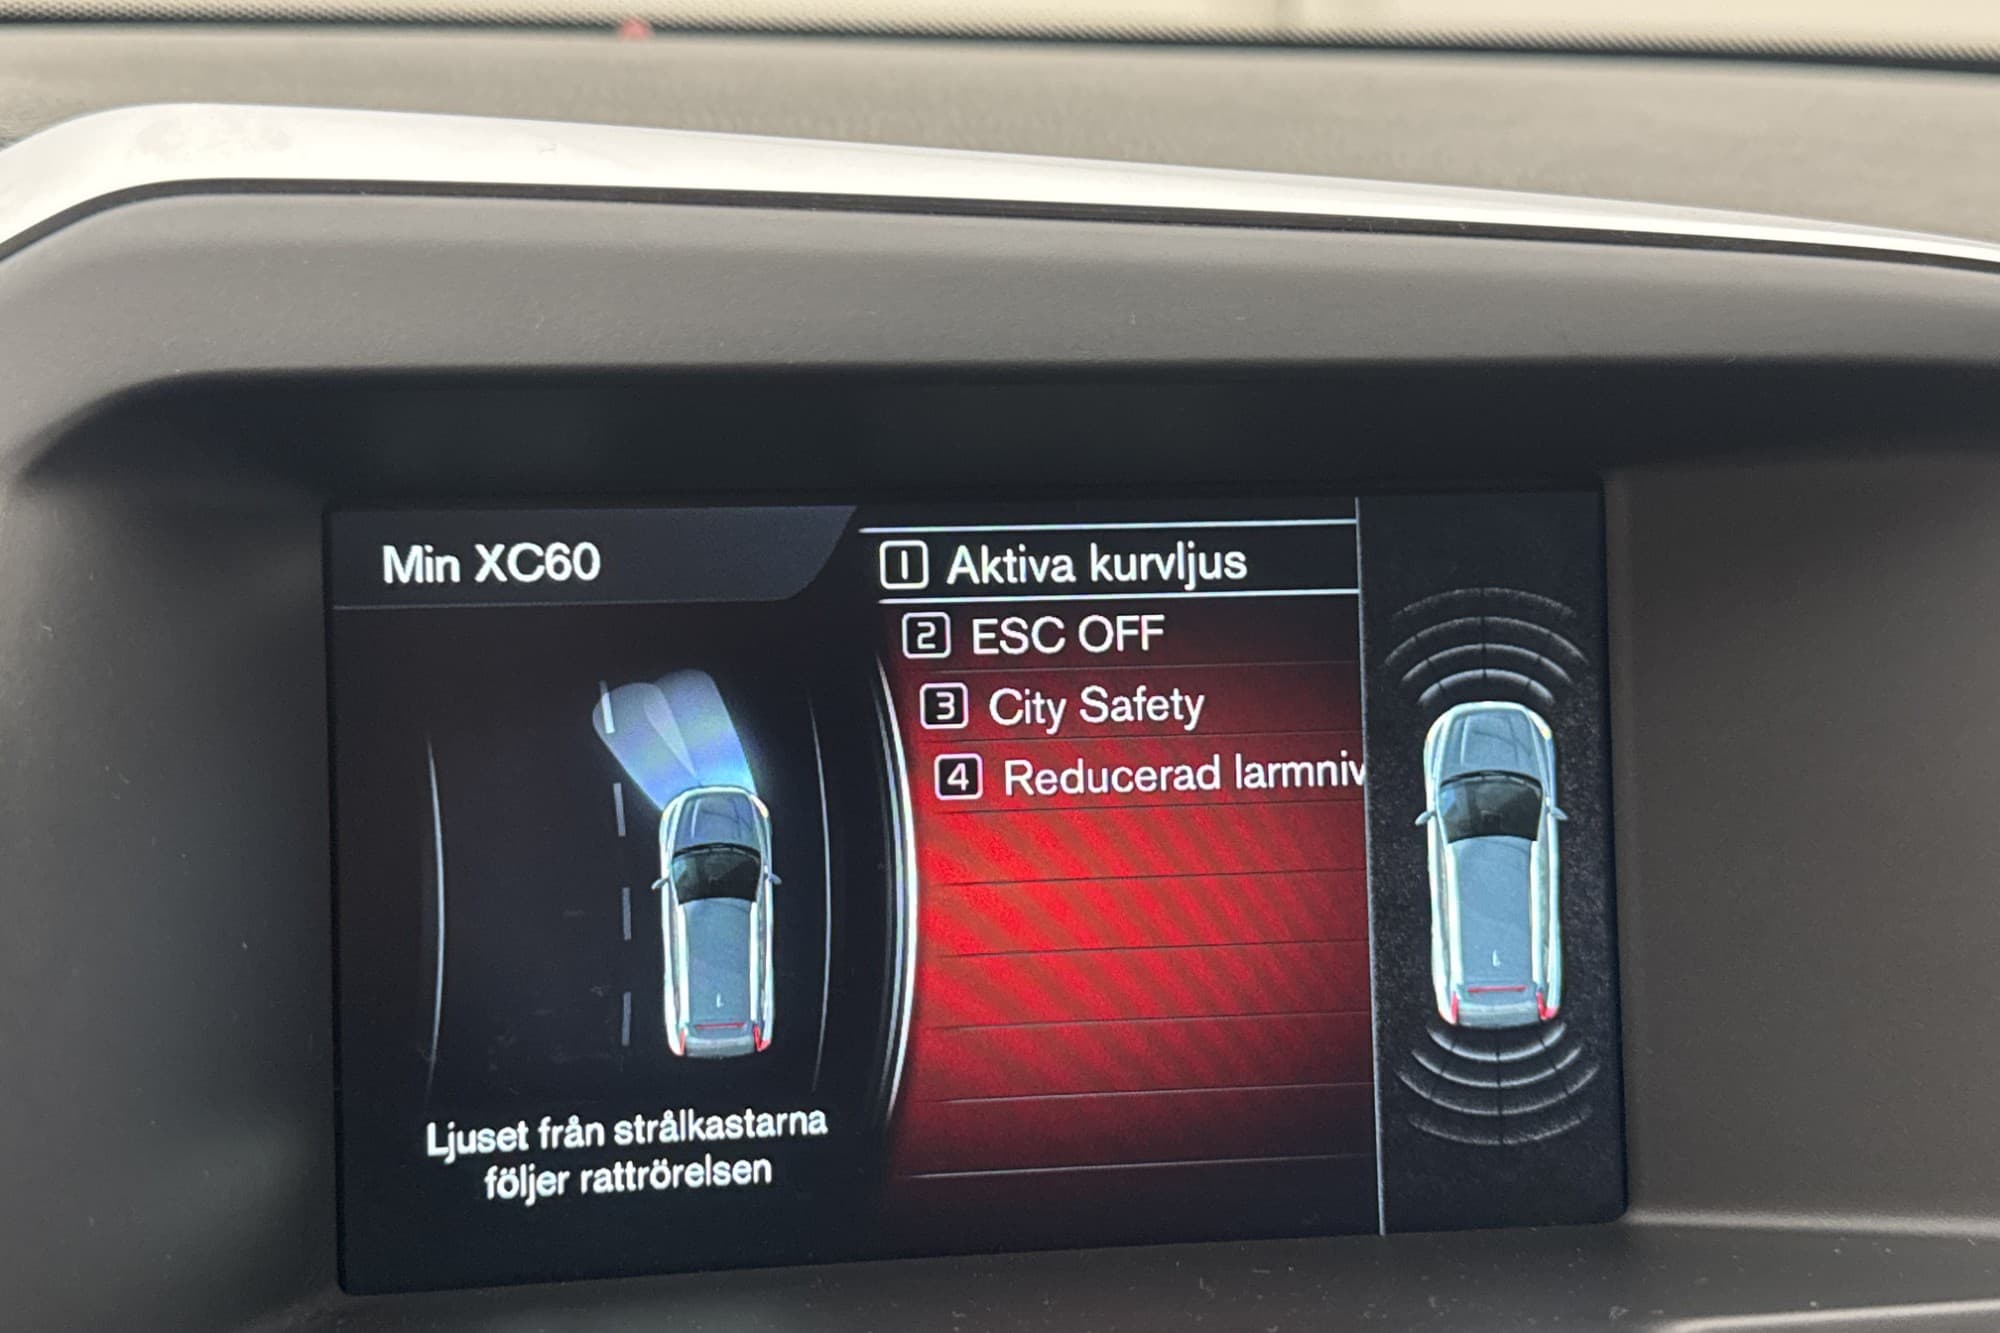 Min XC60
1 Aktiva kurvljus
2 ESC OFF
3 City Safety
4 Reducerad larmniv
Ljuset från strålkastarna
följer rattrörelsen